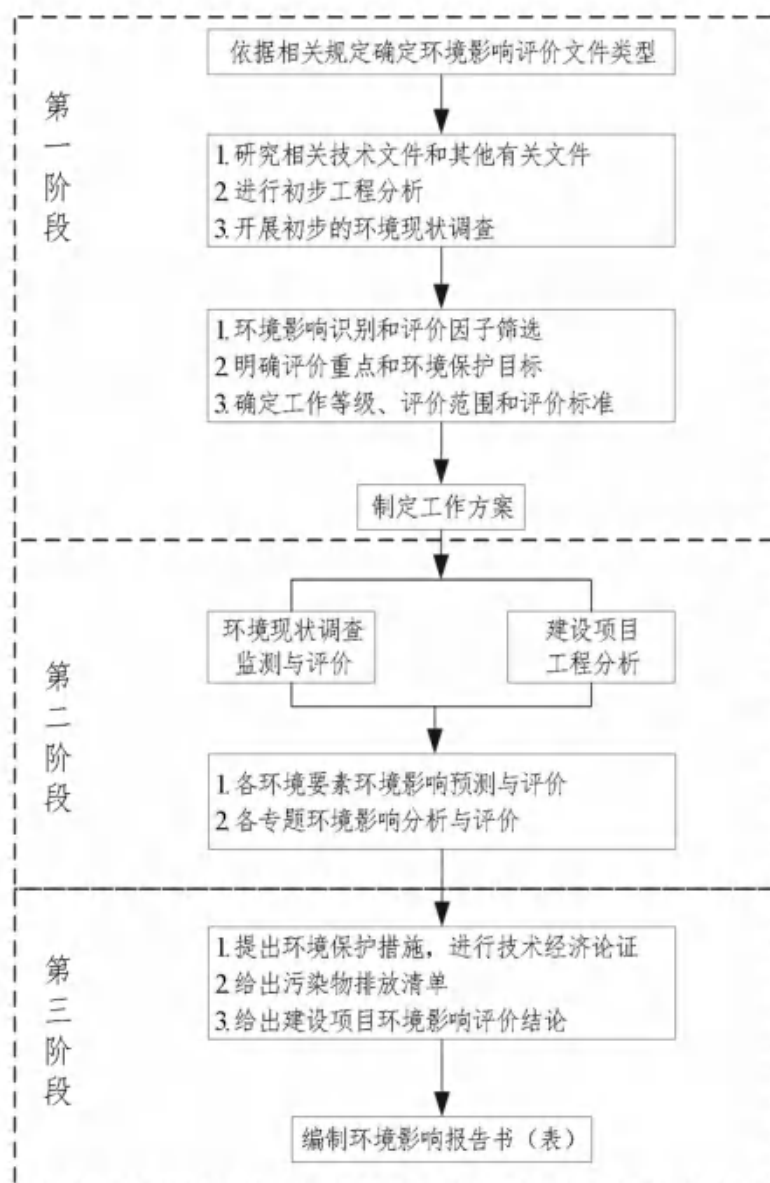 第一阶段
依据相关规定确定环境影响评价文件类型
1.研究相关技术文件和其他有关文件
2.进行初步工程分析
3.开展初步的环境现状调查
1.环境影响识别和评价因子筛选
2.明确评价重点和环境保护目标
3.确定工作等级、评价范围和评价标准
制定工作方案
第二阶段
环境现状调查
监测与评价
建设项目
工程分析
1.各环境要素环境影响预测与评价
2.各专题环境影响分析与评价
第三阶段
1.提出环境保护措施，进行技术经济论证
2.给出污染物排放清单
3.给出建设项目环境影响评价结论
编制环境影响报告书（表）